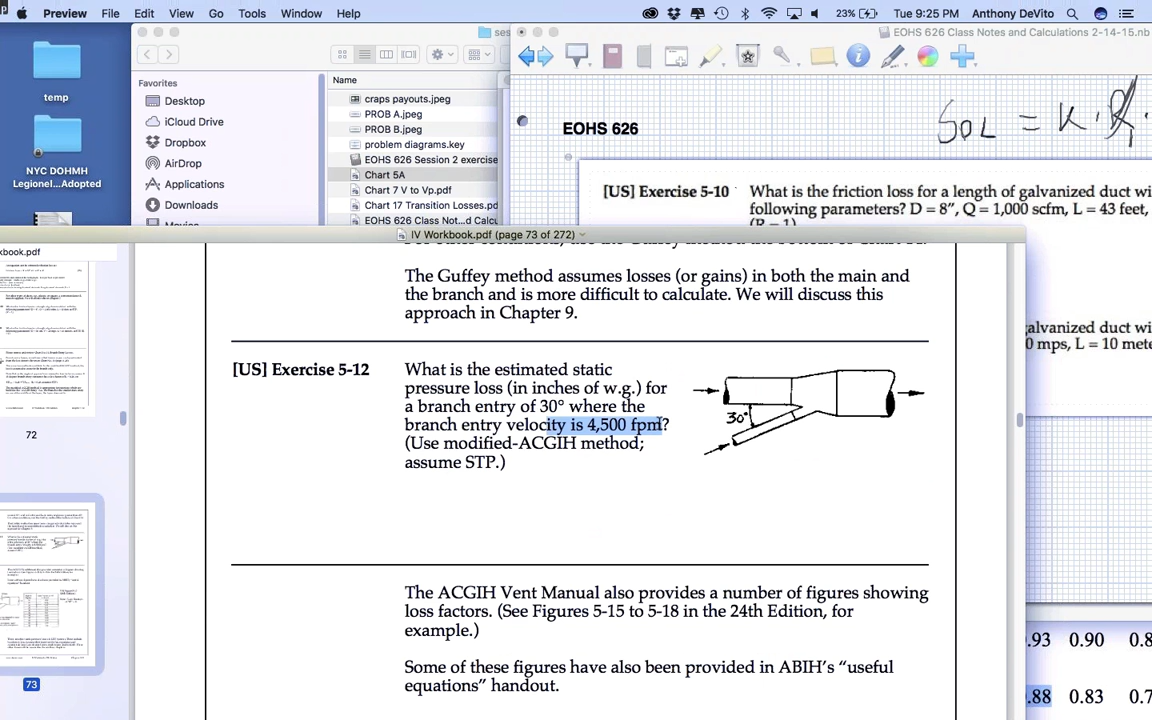 Preview File Edit View Go Tools Window Help 23% Tue 9:25 PM Anthony DeVito
temp
NYC DOHMH
Legionel...Adopted
Favorites
Desktop
iCloud Drive
Dropbox
AirDrop
Applications
Downloads
Name
craps payouts.jpeg
PROB A.jpeg
PROB B.jpeg
problem diagrams.key
EOHS 626 Session 2 exercise
Chart 5A
Chart 7 V to Vp.pdf
Chart 17 Transition Losses.pd
EOHS 626 Class Not...d Calcu
EOHS 626 Class Notes and Calculations 2-14-15.nb
EOHS 626
[US] Exercise 5-10 What is the friction loss for a length of galvanized duct wi
following parameters? D = 8”, Q = 1,000 scfm, L = 43 feet,
(R = 1)
alvanized duct wi
0 mps, L = 10 mete
.93 0.90 0.8
.88 0.83 0.7
kbook.pdf
72
73
IV Workbook.pdf (page 73 of 272)
The Guffey method assumes losses (or gains) in both the main and
the branch and is more difficult to calculate. We will discuss this
approach in Chapter 9.
[US] Exercise 5-12 What is the estimated static
pressure loss (in inches of w.g.) for
a branch entry of 30° where the
branch entry velocity is 4,500 fpm?
(Use modified-ACGIH method;
assume STP.)
30°
The ACGIH Vent Manual also provides a number of figures showing
loss factors. (See Figures 5-15 to 5-18 in the 24th Edition, for
example.)
Some of these figures have also been provided in ABIH’s “useful
equations” handout.